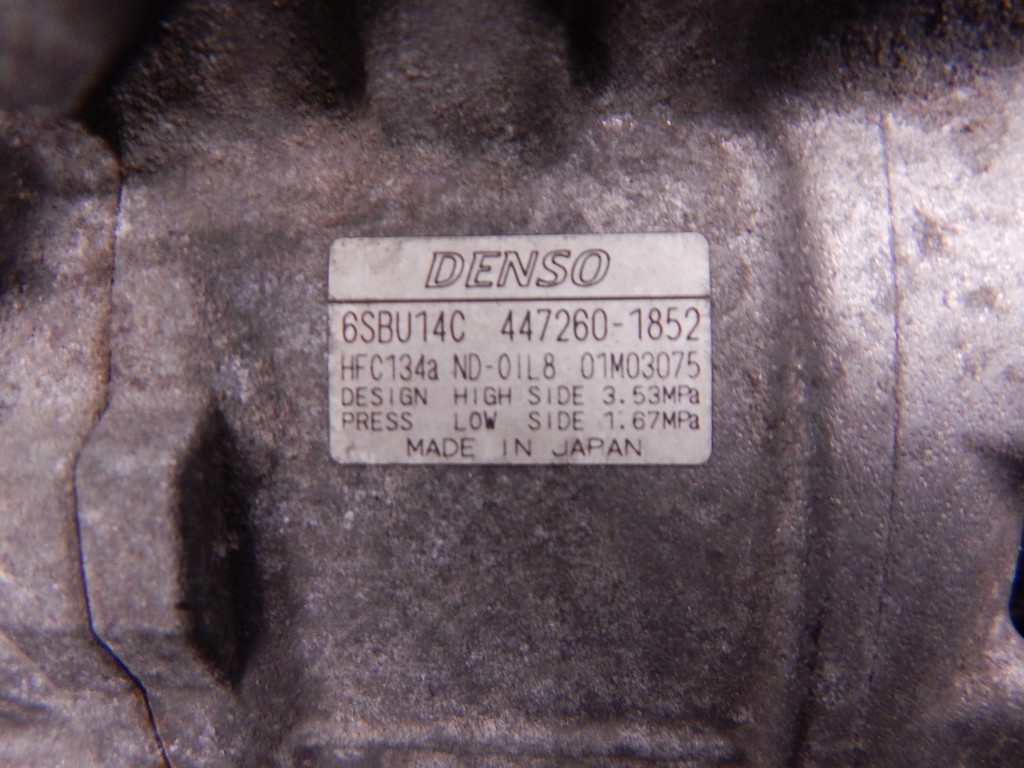 DENSO
6SBU14C 447260-1852
HFC134a ND-OIL8 01M03075
DESIGN HIGH SIDE 3.53MPa
PRESS LOW SIDE 1.67MPa
MADE IN JAPAN